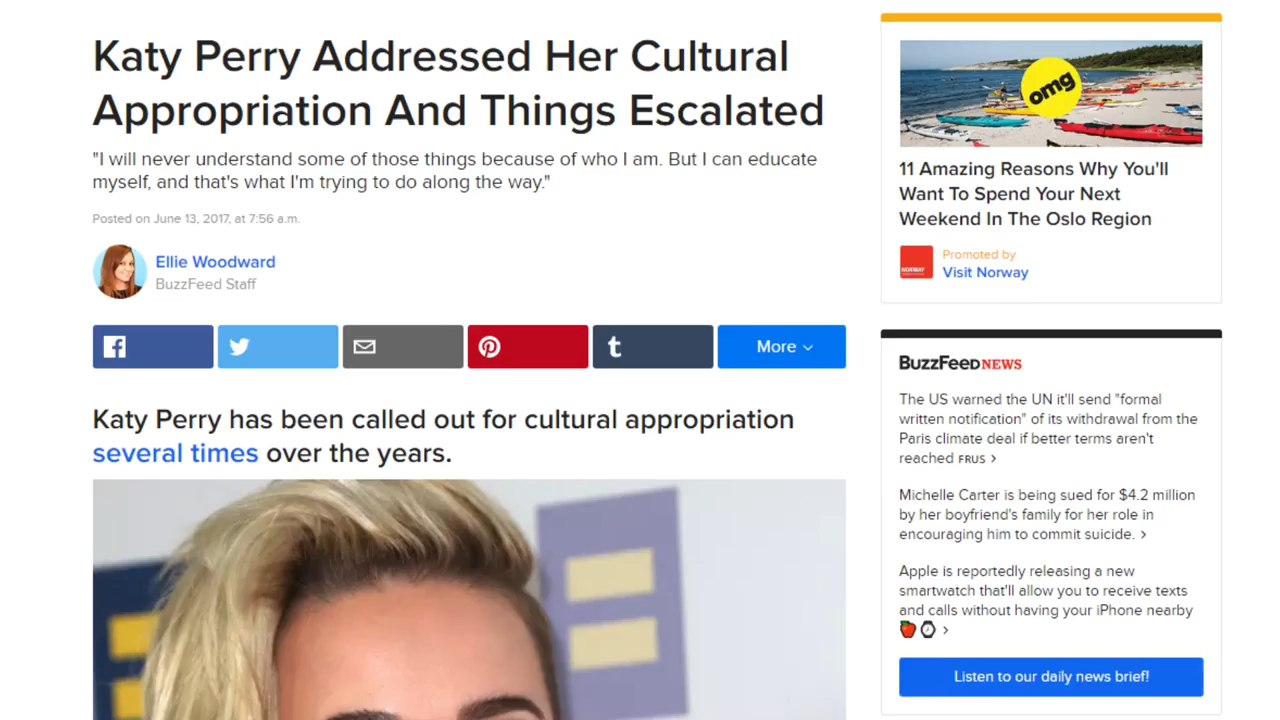 Katy Perry Addressed Her Cultural
Appropriation And Things Escalated
"I will never understand some of those things because of who I am. But I can educate
myself, and that's what I'm trying to do along the way."
Posted on June 13, 2017, at 7:56 a.m.
Ellie Woodward
BuzzFeed Staff
More
Katy Perry has been called out for cultural appropriation
several times over the years.
omg
11 Amazing Reasons Why You'll
Want To Spend Your Next
Weekend In The Oslo Region
NORWAY
Promoted by
Visit Norway
BuzzFeed NEWS
The US warned the UN it'll send "formal
written notification" of its withdrawal from the
Paris climate deal if better terms aren't
reached FRUS >
Michelle Carter is being sued for $4.2 million
by her boyfriend's family for her role in
encouraging him to commit suicide. >
Apple is reportedly releasing a new
smartwatch that'll allow you to receive texts
and calls without having your iPhone nearby
🍎⌚ >
Listen to our daily news brief!